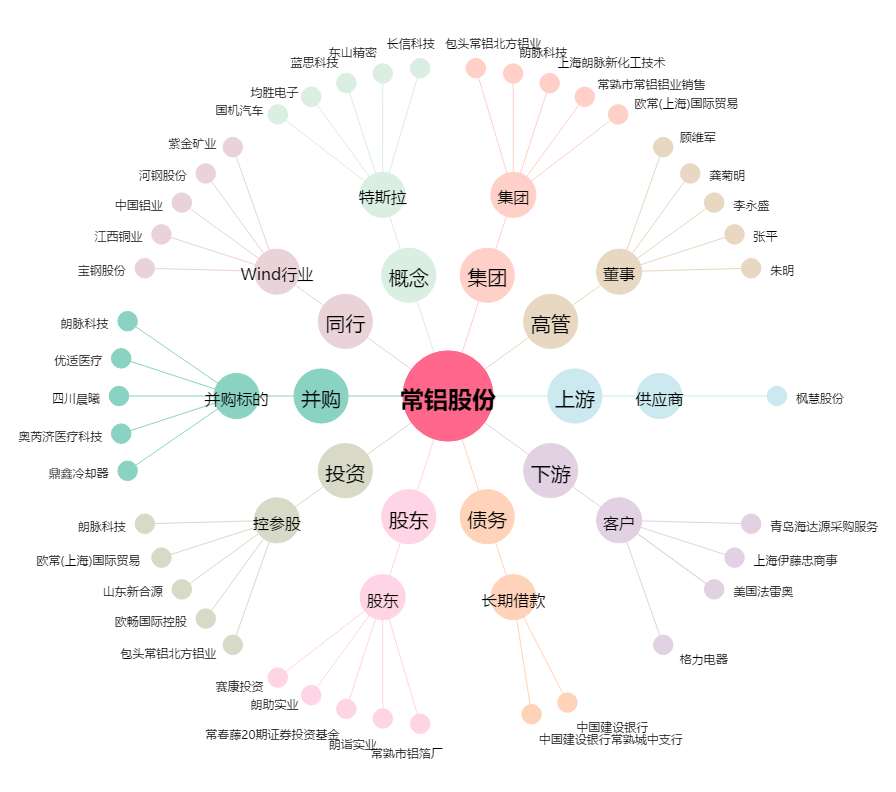 长信科技
包头常铝北方铝业
东山精密
朗脉科技
蓝思科技
上海朗脉新化工技术
均胜电子
常熟市常铝铝业销售
国机汽车
欧常(上海)国际贸易
紫金矿业
顾维军
河钢股份
龚菊明
特斯拉
集团
中国铝业
李永盛
江西铜业
张平
宝钢股份
Wind行业
概念
集团
董事
朱明
朗脉科技
同行
高管
优适医疗
四川晨曦
并购标的
并购
常铝股份
上游
供应商
枫慧股份
奥芮济医疗科技
鼎鑫冷却器
投资
下游
朗脉科技
控参股
股东
债务
客户
青岛海达源采购服务
欧常(上海)国际贸易
上海伊藤忠商事
山东新合源
美国法雷奥
股东
长期借款
欧畅国际控股
包头常铝北方铝业
格力电器
赛康投资
朗助实业
中国建设银行
常春藤20期证券投资基金
中国建设银行常熟城中支行
朗诣实业
常熟市铝箔厂